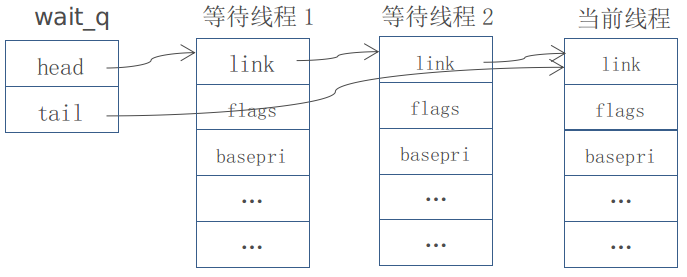 wait_q
head
tail
等待线程 1
link
flags
basepri
...
...
等待线程 2
link
flags
basepri
...
...
当前线程
link
flags
basepri
...
...